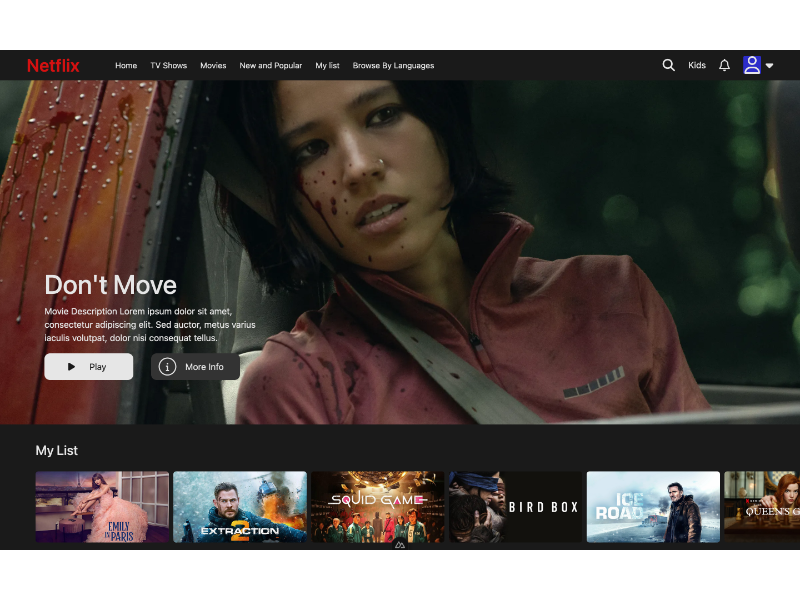 Netflix
Home TV Shows Movies New and Popular My list Browse By Languages
Kids
Don't Move
Movie Description Lorem ipsum dolor sit amet,
consectetur adipiscing elit. Sed auctor, metus varius
iaculis volutpat, dolor nisi consequat tellus.
Play
More Info
My List
EMILY
IN PARIS
EXTRACTION
2
SQUID GAME
BIRD BOX
ICE
ROAD
QUEEN'S G